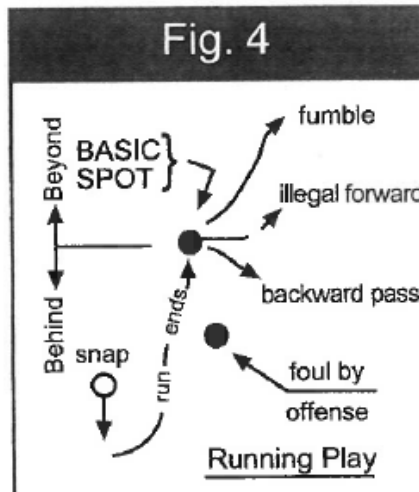 Fig. 4
fumble
BASIC
SPOT
illegal forward
backward pass
Beyond
Behind
snap
run
ends
foul by
offense
Running Play